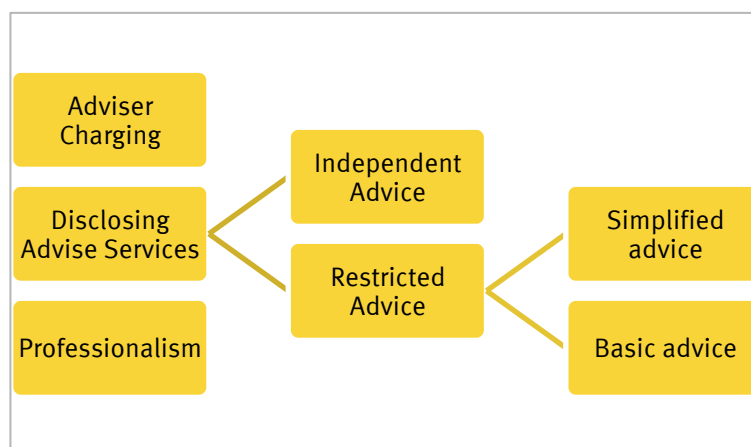 Adviser
Charging
Disclosing
Advise Services
Professionalism
Independent
Advice
Restricted
Advice
Simplified
advice
Basic advice